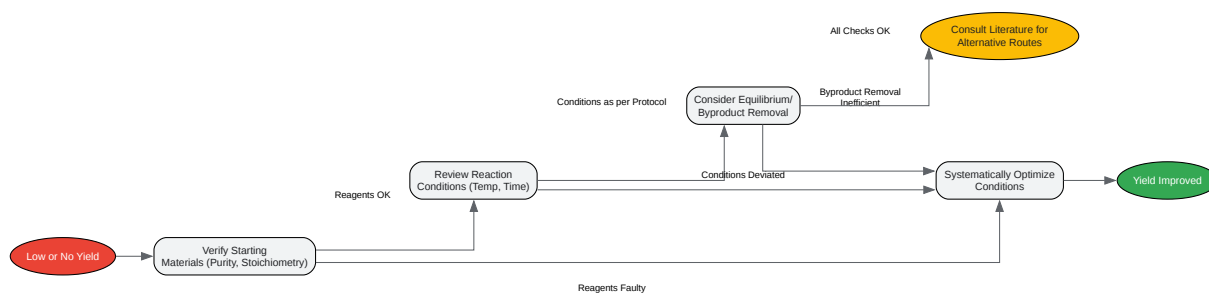 All Checks OK
Consult Literature for
Alternative Routes
Conditions as per Protocol
Consider Equilibrium/
Byproduct Removal
Byproduct Removal
Inefficient
Reagents OK
Review Reaction
Conditions (Temp, Time)
Conditions Deviated
Systematically Optimize
Conditions
Yield Improved
Low or No Yield
Verify Starting
Materials (Purity, Stoichiometry)
Reagents Faulty